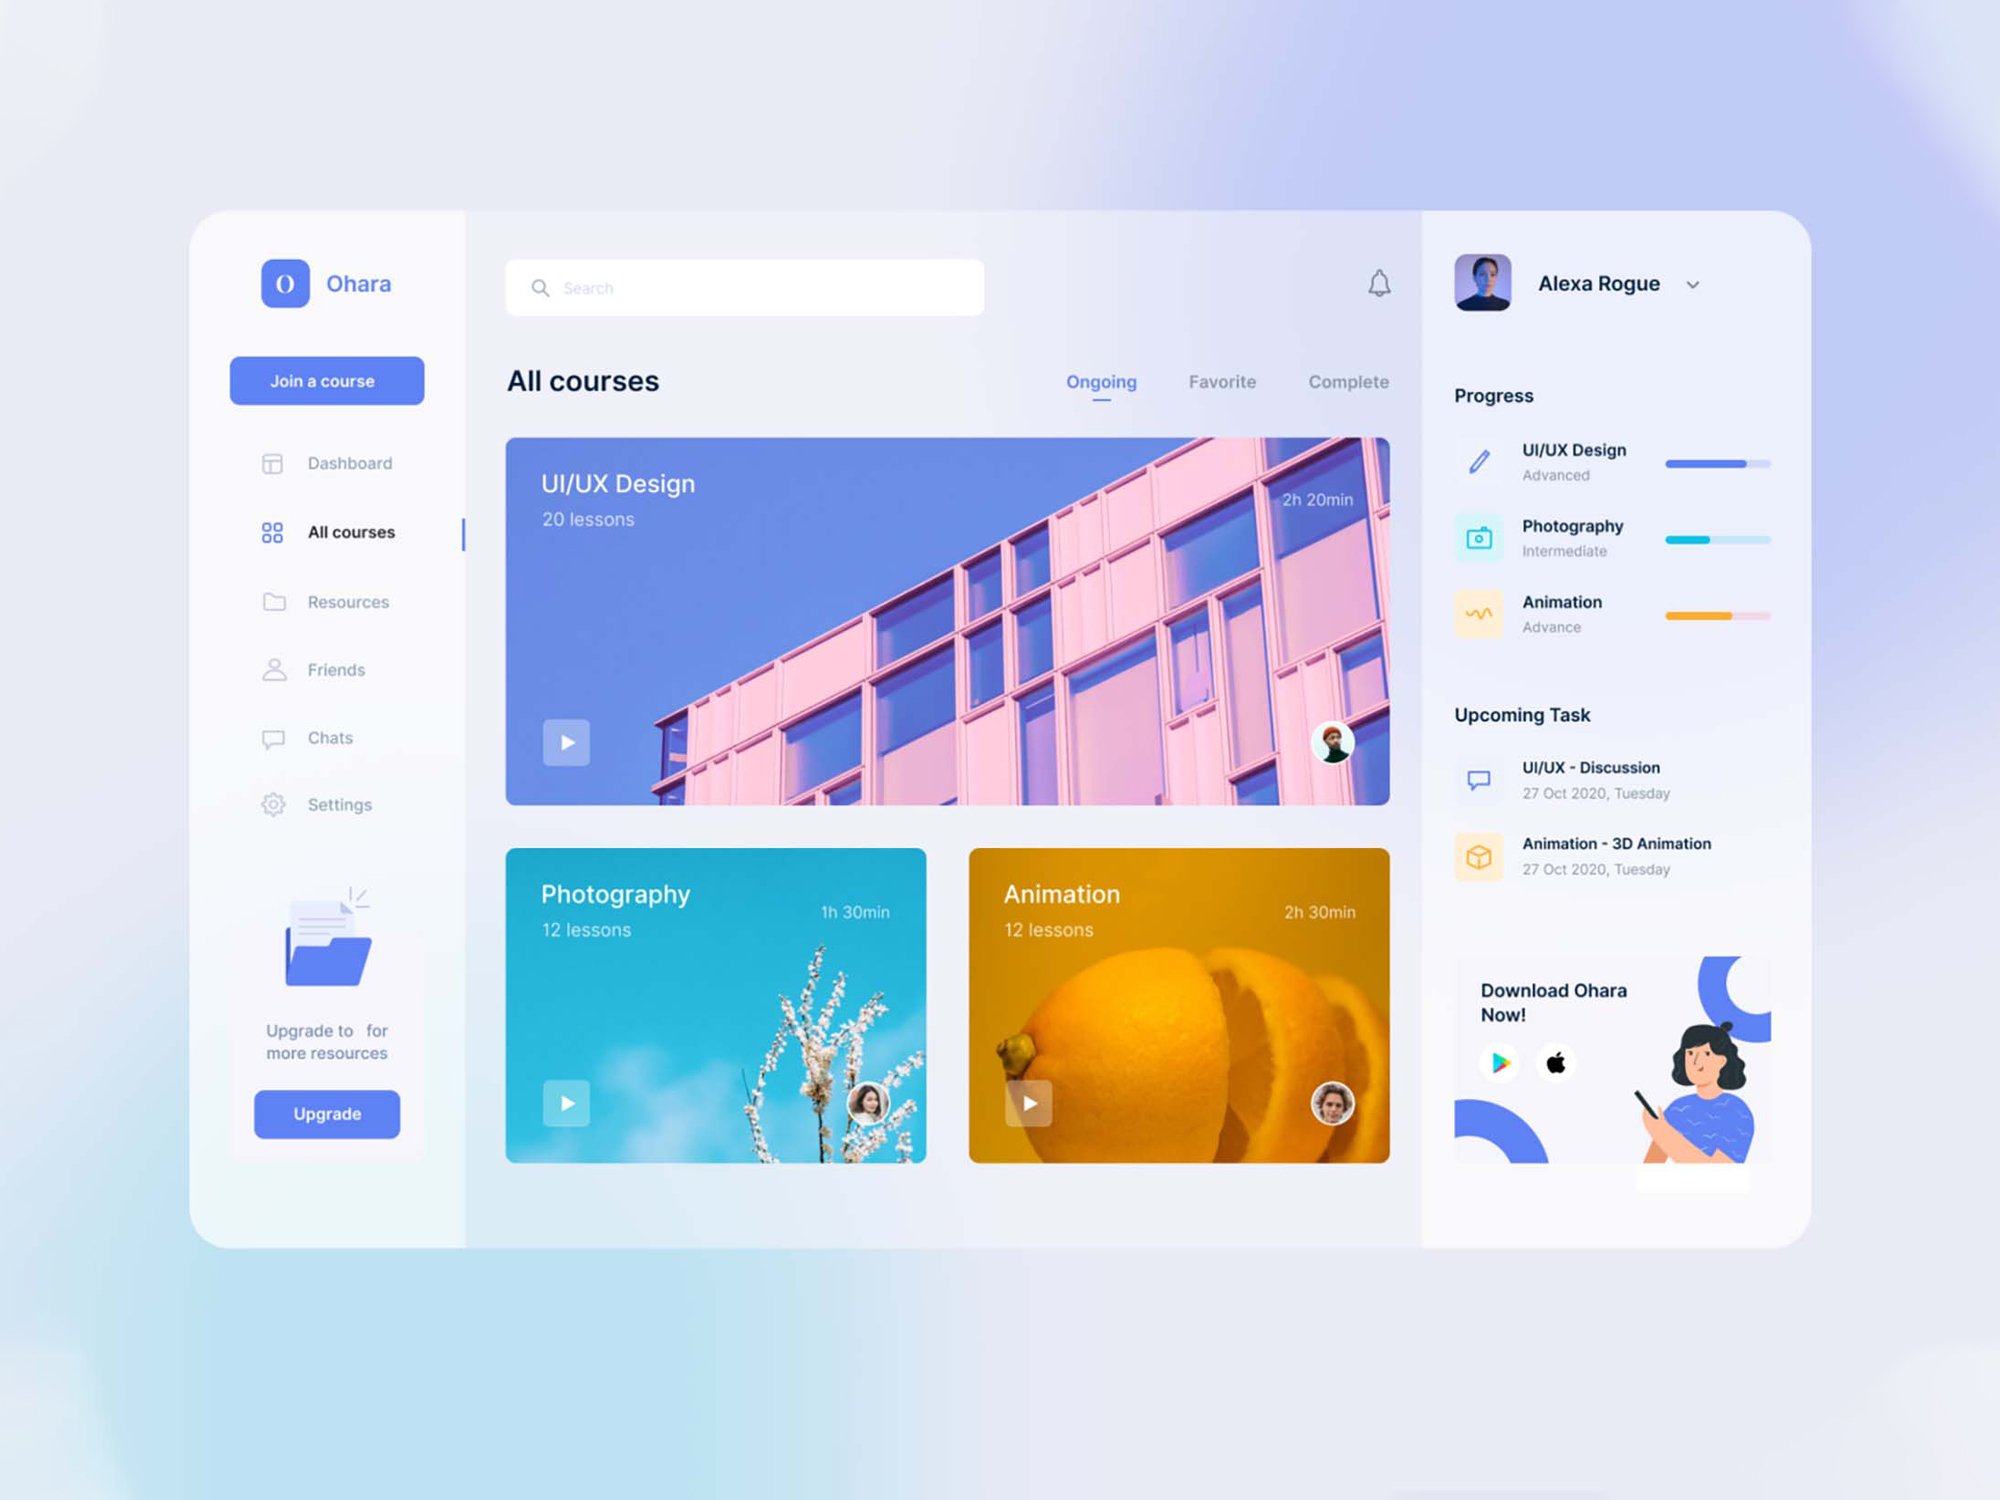 Ohara
Join a course
Dashboard
All courses
Resources
Friends
Chats
Settings
Upgrade to for
more resources
Upgrade
Search
All courses
Ongoing
Favorite
Complete
UI/UX Design
20 lessons
2h 20min
Photography
12 lessons
1h 30min
Animation
12 lessons
2h 30min
Alexa Rogue
Progress
UI/UX Design
Advanced
Photography
Intermediate
Animation
Advance
Upcoming Task
UI/UX - Discussion
27 Oct 2020, Tuesday
Animation - 3D Animation
27 Oct 2020, Tuesday
Download Ohara
Now!